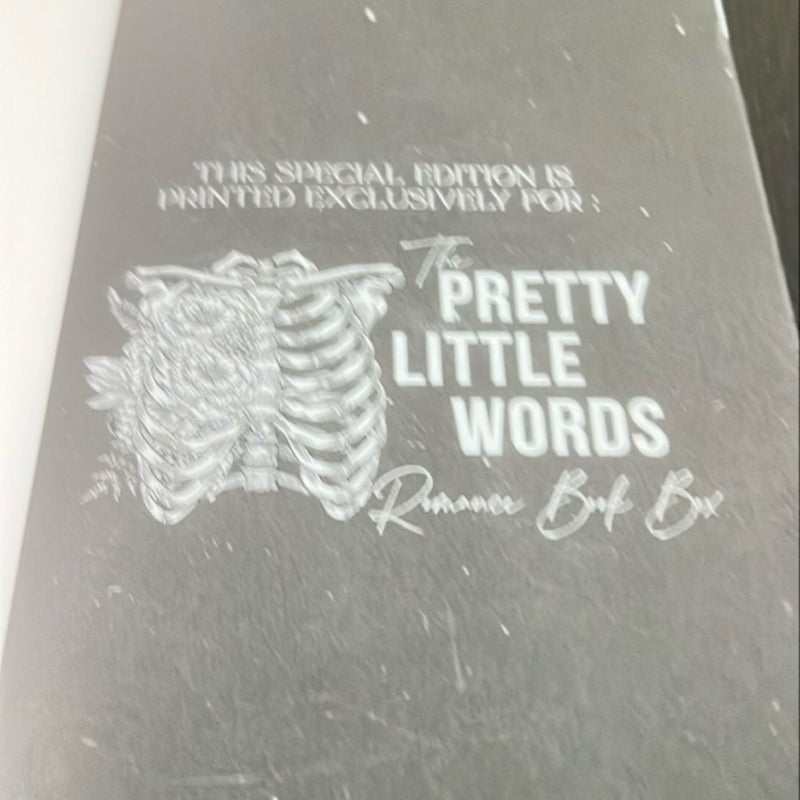 THIS SPECIAL EDITION IS
PRINTED EXCLUSIVELY FOR :
The
PRETTY
LITTLE
WORDS
Romance Book Box